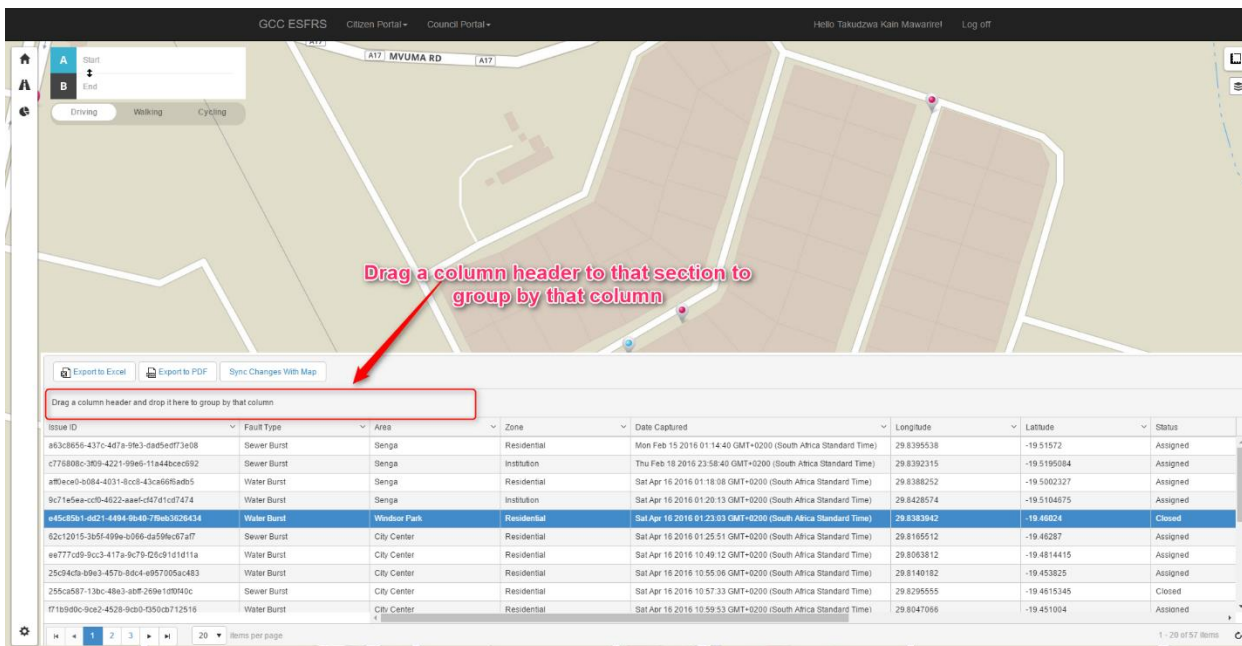 GCC ESFRS Citizen Portal Council Portal Hello Takudzwa Kain Mawarire! Log off
A17 MVUMA RD A17
A17
A Start
B End
Driving Walking Cycling
Drag a column header to that section to
group by that column
Export to Excel Export to PDF Sync Changes With Map
Drag a column header and drop it here to group by that column
Issue ID Fault Type Area Zone Date Captured Longitude Latitude Status
a63c8656-437c-4d7a-9fe3-dad5edf73e08 Sewer Burst Senga Residential Mon Feb 15 2016 01:14:40 GMT+0200 (South Africa Standard Time) 29.8395538 -19.51572 Assigned
c776808c-3f09-4221-99e6-11a44bcec692 Sewer Burst Senga Institution Thu Feb 18 2016 23:58:40 GMT+0200 (South Africa Standard Time) 29.8392315 -19.5195084 Assigned
aff0ece0-b084-4031-8cc8-43ca66f6adb5 Water Burst Senga Residential Sat Apr 16 2016 01:18:08 GMT+0200 (South Africa Standard Time) 29.8388252 -19.5002327 Assigned
9c71e5ea-ccf0-4622-aaef-cf47d1cd7474 Water Burst Senga Institution Sat Apr 16 2016 01:20:13 GMT+0200 (South Africa Standard Time) 29.8428574 -19.5104675 Assigned
e45c85b1-dd21-4494-9b40-7f9eb3626434 Water Burst Windsor Park Residential Sat Apr 16 2016 01:23:03 GMT+0200 (South Africa Standard Time) 29.8383942 -19.46024 Closed
62c12015-3b5f-499e-b066-da59fec67af7 Sewer Burst City Center Residential Sat Apr 16 2016 01:25:51 GMT+0200 (South Africa Standard Time) 29.8165512 -19.46287 Assigned
ee777cd9-9cc3-417a-9c79-f26c91d1d11a Water Burst City Center Residential Sat Apr 16 2016 10:49:12 GMT+0200 (South Africa Standard Time) 29.8063812 -19.4814415 Assigned
25c94cfa-b9e3-457b-8dc4-e957005ac483 Water Burst City Center Residential Sat Apr 16 2016 10:55:06 GMT+0200 (South Africa Standard Time) 29.8140182 -19.453825 Assigned
255ca587-13bc-48e3-abff-269e1df0f40c Sewer Burst City Center Residential Sat Apr 16 2016 10:57:33 GMT+0200 (South Africa Standard Time) 29.8295555 -19.4615345 Closed
f71b9d0c-9ce2-4528-9cb0-f350cb712516 Water Burst City Center Residential Sat Apr 16 2016 10:59:53 GMT+0200 (South Africa Standard Time) 29.8047066 -19.451004 Assigned
1 2 3 20 items per page 1 - 20 of 57 items